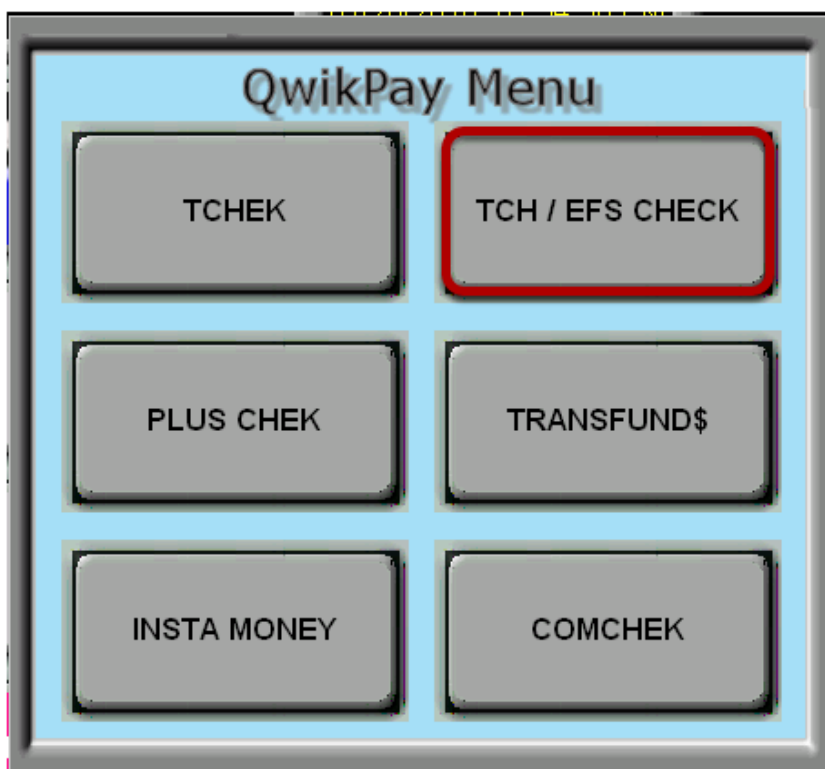 QwikPay Menu
TCHEK
TCH / EFS CHECK
PLUS CHEK
TRANSFUND$
INSTA MONEY
COMCHEK